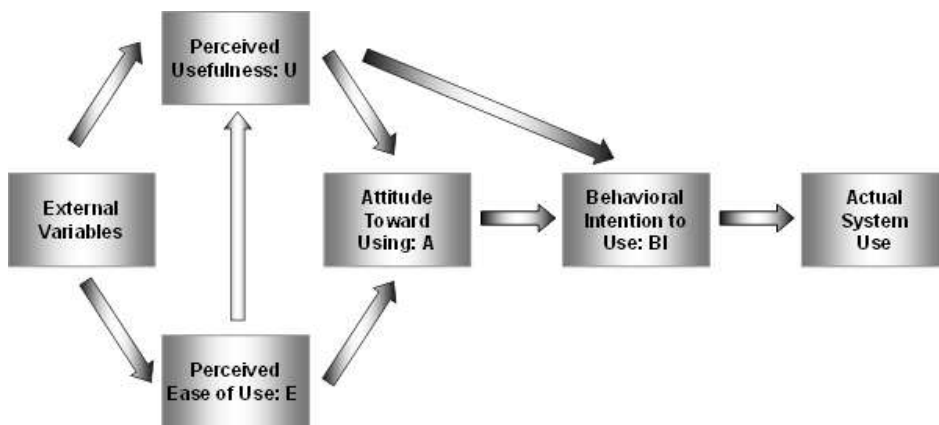 Perceived
Usefulness: U
External
Variables
Attitude
Toward
Using: A
Behavioral
Intention to
Use: BI
Actual
System
Use
Perceived
Ease of Use: E